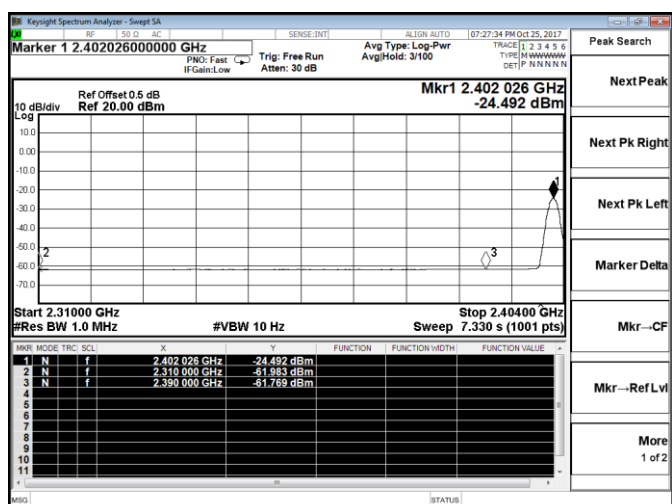 Keysight Spectrum Analyzer - Swept SA
RF 50 Ω AC SENSE:INT ALIGN AUTO 07:27:34 PM Oct 25, 2017
Marker 1 2.402026000000 GHz
PNO: Fast
IFGain:Low
Trig: Free Run
Atten: 30 dB
Avg Type: Log-Pwr
Avg|Hold: 3/100
TRACE 1 2 3 4 5 6
TYPE M WWWWW
DET P N N N N N
Peak Search
Next Peak
Next Pk Right
Next Pk Left
Marker Delta
Mkr→CF
Mkr→Ref Lvl
More
1 of 2
Ref Offset 0.5 dB
10 dB/div Ref 20.00 dBm
Log
Mkr1 2.402 026 GHz
-24.492 dBm
10.0
0.00
-10.0
-20.0
-30.0
-40.0
-50.0
-60.0
-70.0
1
2
3
Start 2.31000 GHz Stop 2.40400 GHz
#Res BW 1.0 MHz #VBW 10 Hz Sweep 7.330 s (1001 pts)
MKR MODE TRC SCL X Y FUNCTION FUNCTION WIDTH FUNCTION VALUE
1 N f 2.402 026 GHz -24.492 dBm
2 N f 2.310 000 GHz -61.983 dBm
3 N f 2.390 000 GHz -61.769 dBm
4
5
6
7
8
9
10
11
MSG STATUS